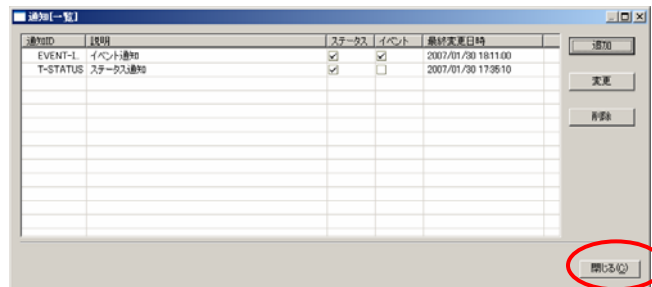 通知[一覧]
通知ID 説明 ステータス イベント 最終変更日時
EVENT-I.. イベント通知 2007/01/30 18:11:00
T-STATUS ステータス通知 2007/01/30 17:35:10
追加
変更
削除
閉じる(C)